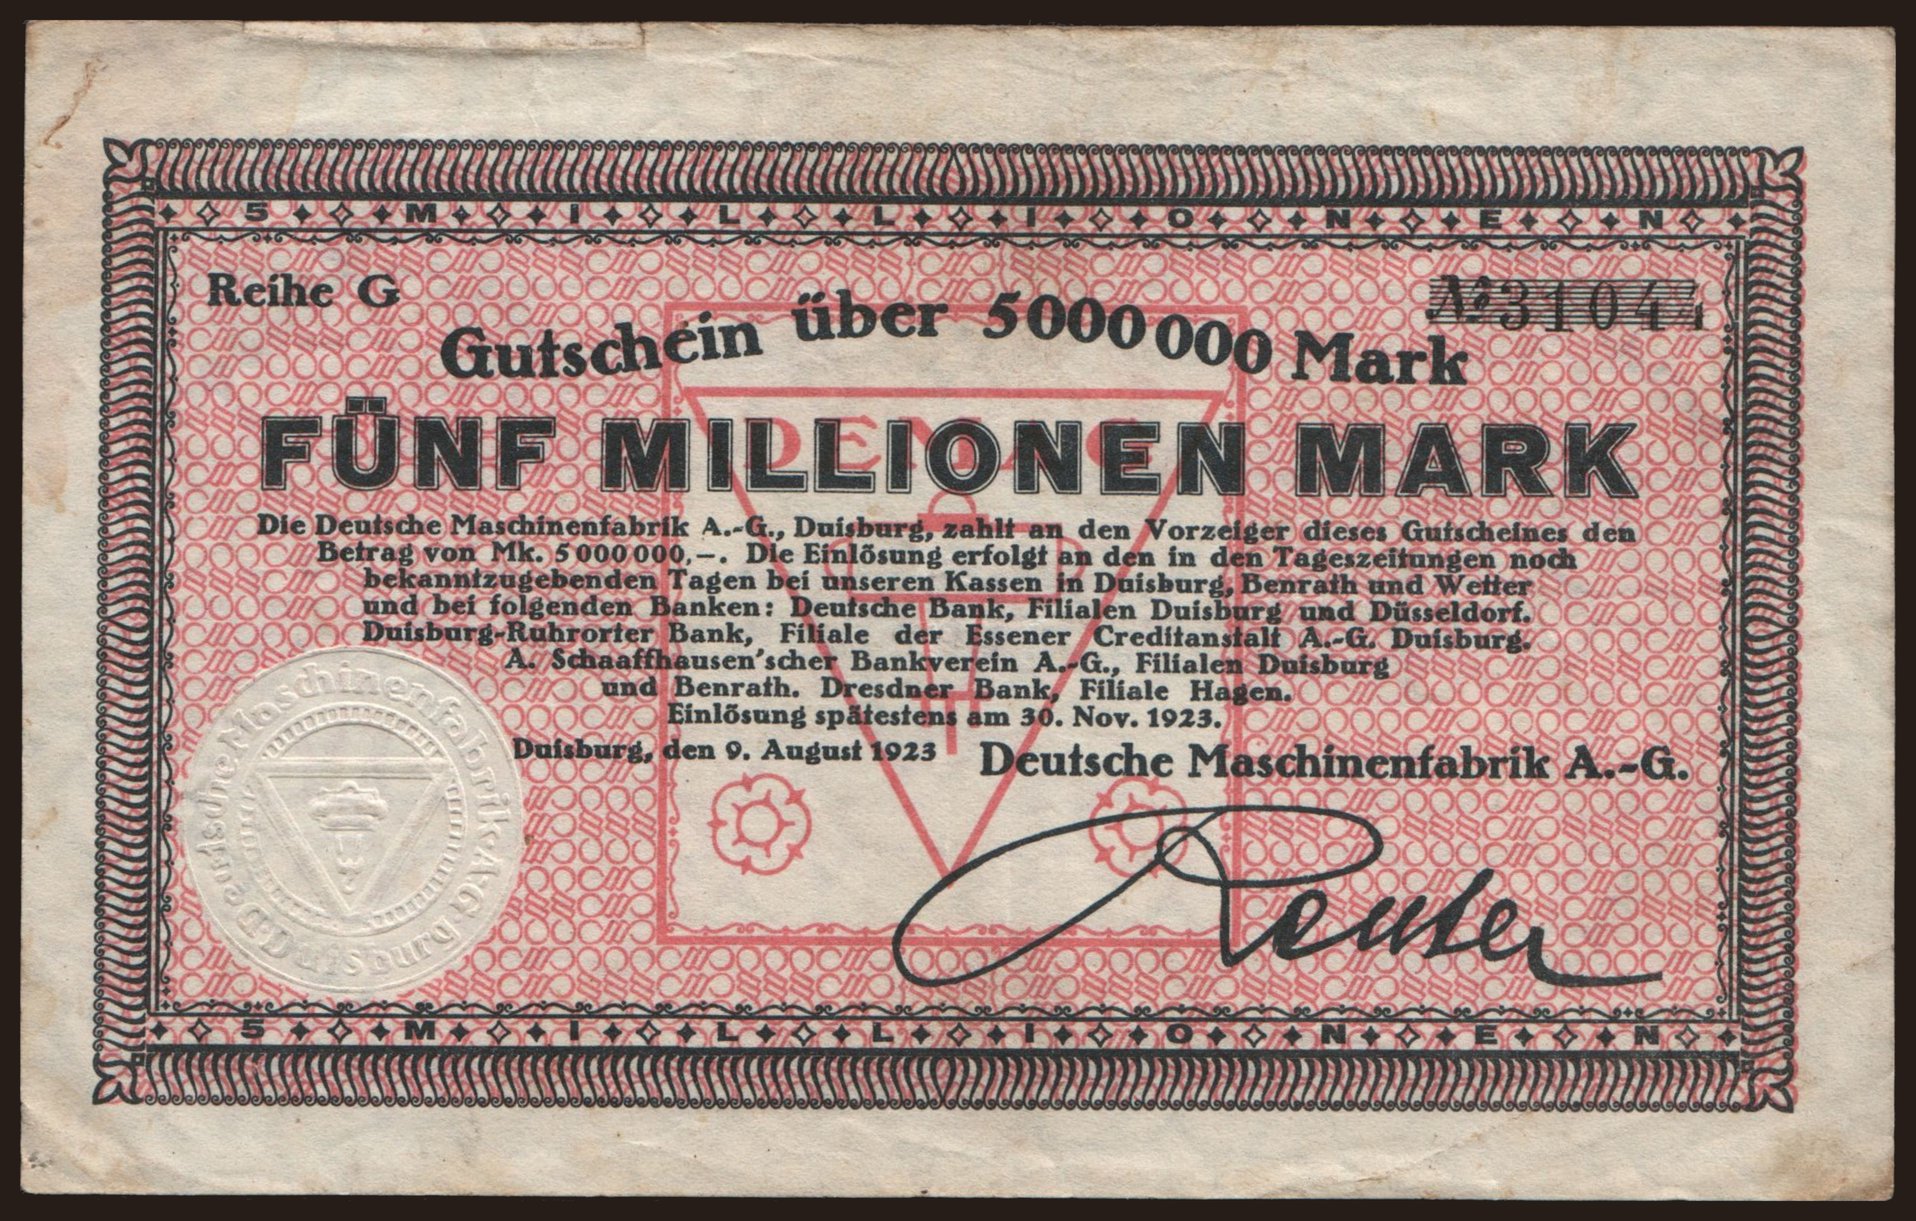 5 MILLIONEN
Reihe G
№ 31044
Gutschein über 5000000 Mark
DEMAG
FÜNF MILLIONEN MARK
Die Deutsche Maschinenfabrik A.-G., Duisburg, zahlt an den Vorzeiger dieses Gutscheines den
Betrag von Mk. 5000000,–. Die Einlösung erfolgt an den in den Tageszeitungen noch
bekanntzugebenden Tagen bei unseren Kassen in Duisburg, Benrath und Wetter
und bei folgenden Banken: Deutsche Bank, Filialen Duisburg und Düsseldorf.
Duisburg-Ruhrorter Bank, Filiale der Essener Creditanstalt A.-G. Duisburg.
A. Schaaffhausen'scher Bankverein A.-G., Filialen Duisburg
und Benrath. Dresdner Bank, Filiale Hagen.
Einlösung spätestens am 30. Nov. 1923.
Duisburg, den 9. August 1923
Deutsche Maschinenfabrik A.-G.
Deutsche Maschinenfabrik A.G. Duisburg
Reuter
5 MILLIONEN